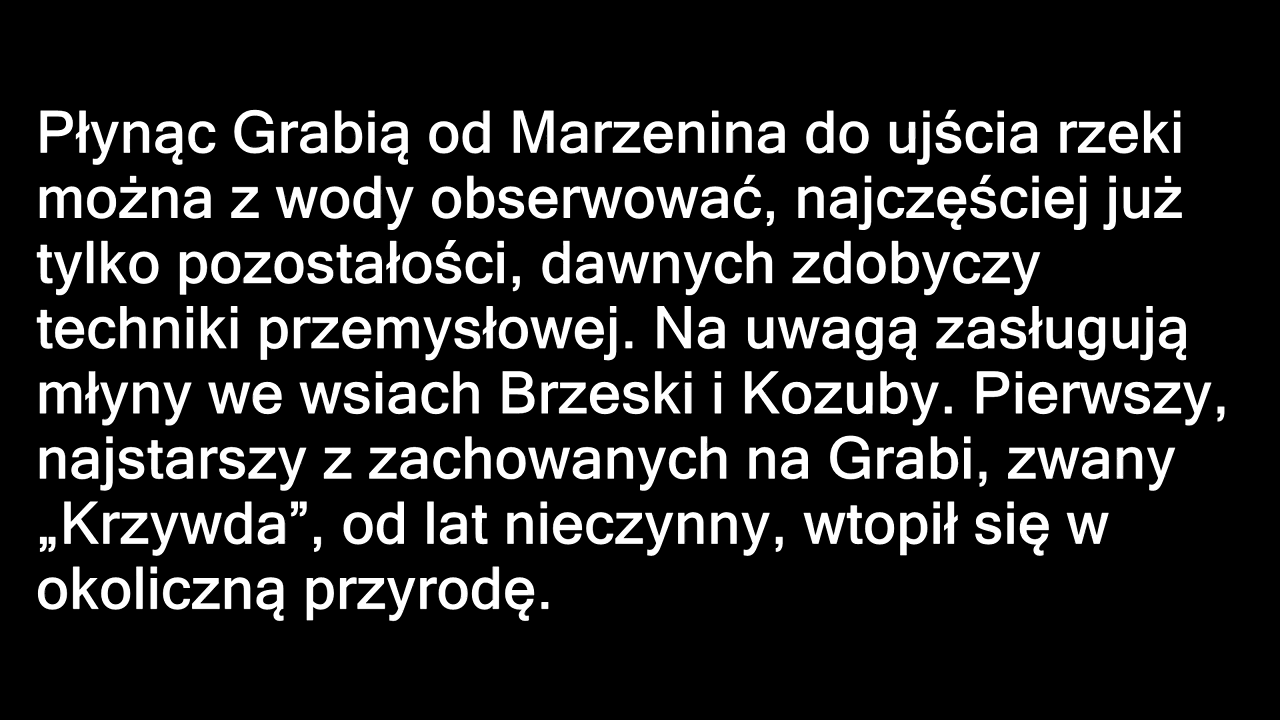 Płynąc Grabią od Marzenina do ujścia rzeki
można z wody obserwować, najczęściej już
tylko pozostałości, dawnych zdobyczy
techniki przemysłowej. Na uwagą zasługują
młyny we wsiach Brzeski i Kozuby. Pierwszy,
najstarszy z zachowanych na Grabi, zwany
„Krzywda”, od lat nieczynny, wtopił się w
okoliczną przyrodę.